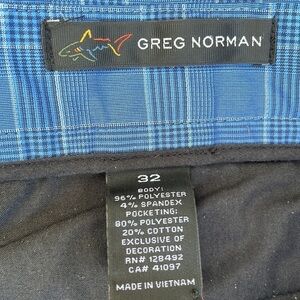 GREG NORMAN
32
BODY:
96% POLYESTER
4% SPANDEX
POCKETING:
80% POLYESTER
20% COTTON
EXCLUSIVE OF
DECORATION
RN# 128492
CA# 41097
MADE IN VIETNAM